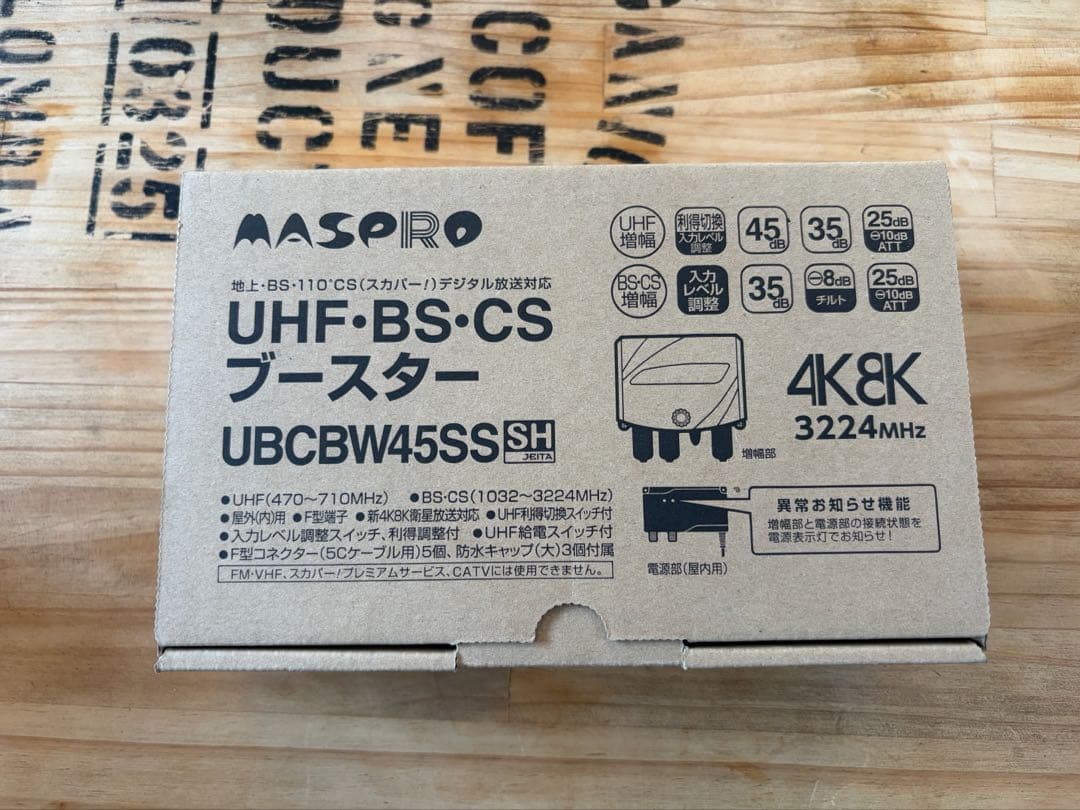 MASPRO
地上・BS・110°CS(スカパー!)デジタル放送対応
UHF・BS・CS
ブースター
UBCBW45SS SH JEITA
●UHF(470～710MHz) ●BS・CS(1032～3224MHz)
●屋外(内)用 ●F型端子 ●新4K8K衛星放送対応 ●UHF利得切換スイッチ付
●入力レベル調整スイッチ、利得調整付 ●UHF給電スイッチ付
●F型コネクター(5Cケーブル用)5個、防水キャップ(大)3個付属
FM・VHF、スカパー!プレミアムサービス、CATVには使用できません。
UHF増幅 利得切換 入力レベル調整 45dB 35dB 25dB ⊖10dB ATT
BS・CS増幅 入力レベル調整 35dB ⊖8dB チルト 25dB ⊖10dB ATT
4K8K
3224MHz
増幅部
異常お知らせ機能
増幅部と電源部の接続状態を
電源表示灯でお知らせ!
電源部(屋内用)
COF
0325